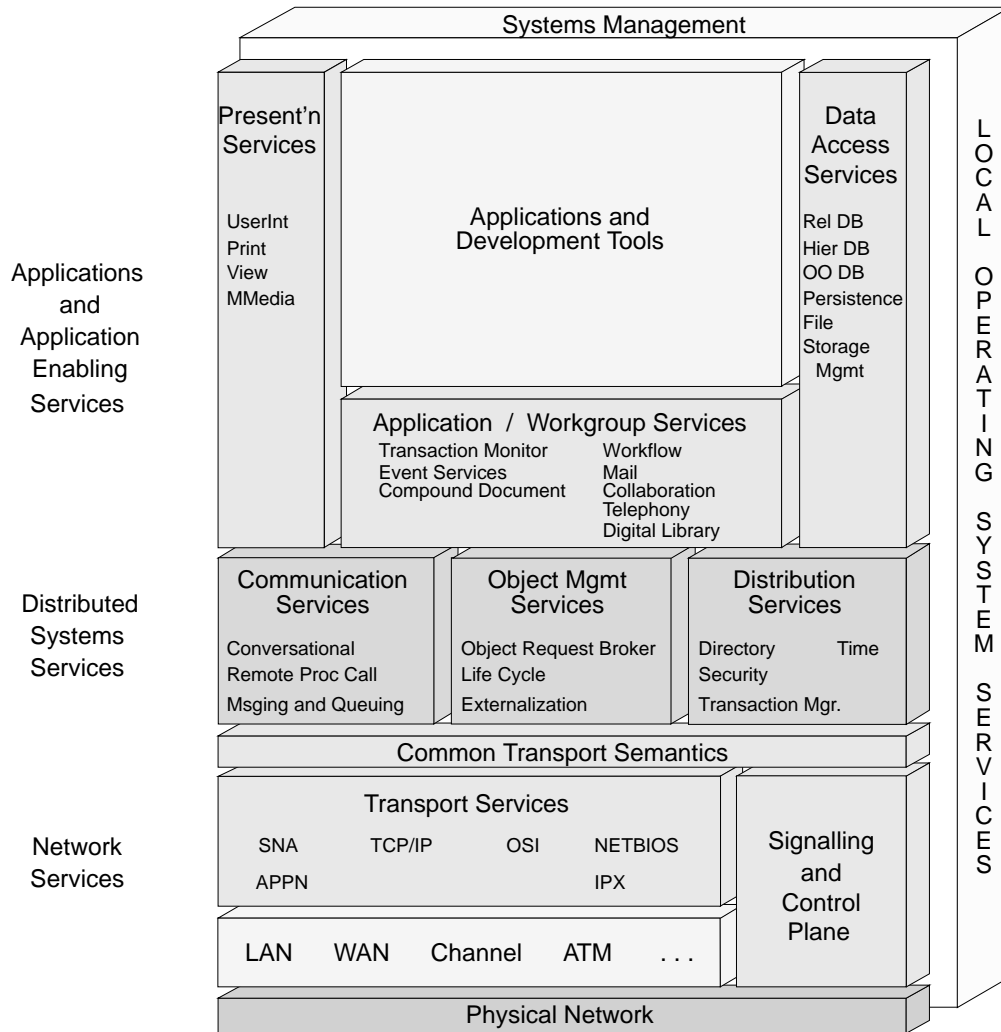 Systems Management
Present'n
Services
UserInt
Print
View
MMedia
Applications and
Development Tools
Data
Access
Services
Rel DB
Hier DB
OO DB
Persistence
File
Storage
Mgmt
LOCAL OPERATING SYSTEM SERVICES
Applications
and
Application
Enabling
Services
Application / Workgroup Services
Transaction Monitor Workflow
Event Services Mail
Compound Document Collaboration
Telephony
Digital Library
Distributed
Systems
Services
Communication
Services
Conversational
Remote Proc Call
Msging and Queuing
Object Mgmt
Services
Object Request Broker
Life Cycle
Externalization
Distribution
Services
Directory Time
Security
Transaction Mgr.
Common Transport Semantics
Network
Services
Transport Services
SNA TCP/IP OSI NETBIOS
APPN IPX
Signalling
and
Control
Plane
LAN WAN Channel ATM . . .
Physical Network